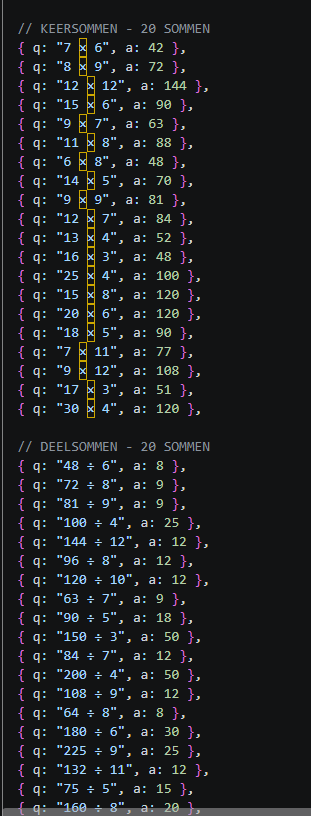 // KEERSOMMEN - 20 SOMMEN
{ q: "7 × 6", a: 42 },
{ q: "8 × 9", a: 72 },
{ q: "12 × 12", a: 144 },
{ q: "15 × 6", a: 90 },
{ q: "9 × 7", a: 63 },
{ q: "11 × 8", a: 88 },
{ q: "6 × 8", a: 48 },
{ q: "14 × 5", a: 70 },
{ q: "9 × 9", a: 81 },
{ q: "12 × 7", a: 84 },
{ q: "13 × 4", a: 52 },
{ q: "16 × 3", a: 48 },
{ q: "25 × 4", a: 100 },
{ q: "15 × 8", a: 120 },
{ q: "20 × 6", a: 120 },
{ q: "18 × 5", a: 90 },
{ q: "7 × 11", a: 77 },
{ q: "9 × 12", a: 108 },
{ q: "17 × 3", a: 51 },
{ q: "30 × 4", a: 120 },
// DEELSOMMEN - 20 SOMMEN
{ q: "48 ÷ 6", a: 8 },
{ q: "72 ÷ 8", a: 9 },
{ q: "81 ÷ 9", a: 9 },
{ q: "100 ÷ 4", a: 25 },
{ q: "144 ÷ 12", a: 12 },
{ q: "96 ÷ 8", a: 12 },
{ q: "120 ÷ 10", a: 12 },
{ q: "63 ÷ 7", a: 9 },
{ q: "90 ÷ 5", a: 18 },
{ q: "150 ÷ 3", a: 50 },
{ q: "84 ÷ 7", a: 12 },
{ q: "200 ÷ 4", a: 50 },
{ q: "108 ÷ 9", a: 12 },
{ q: "64 ÷ 8", a: 8 },
{ q: "180 ÷ 6", a: 30 },
{ q: "225 ÷ 9", a: 25 },
{ q: "132 ÷ 11", a: 12 },
{ q: "75 ÷ 5", a: 15 },
{ q: "160 ÷ 8", a: 20 },